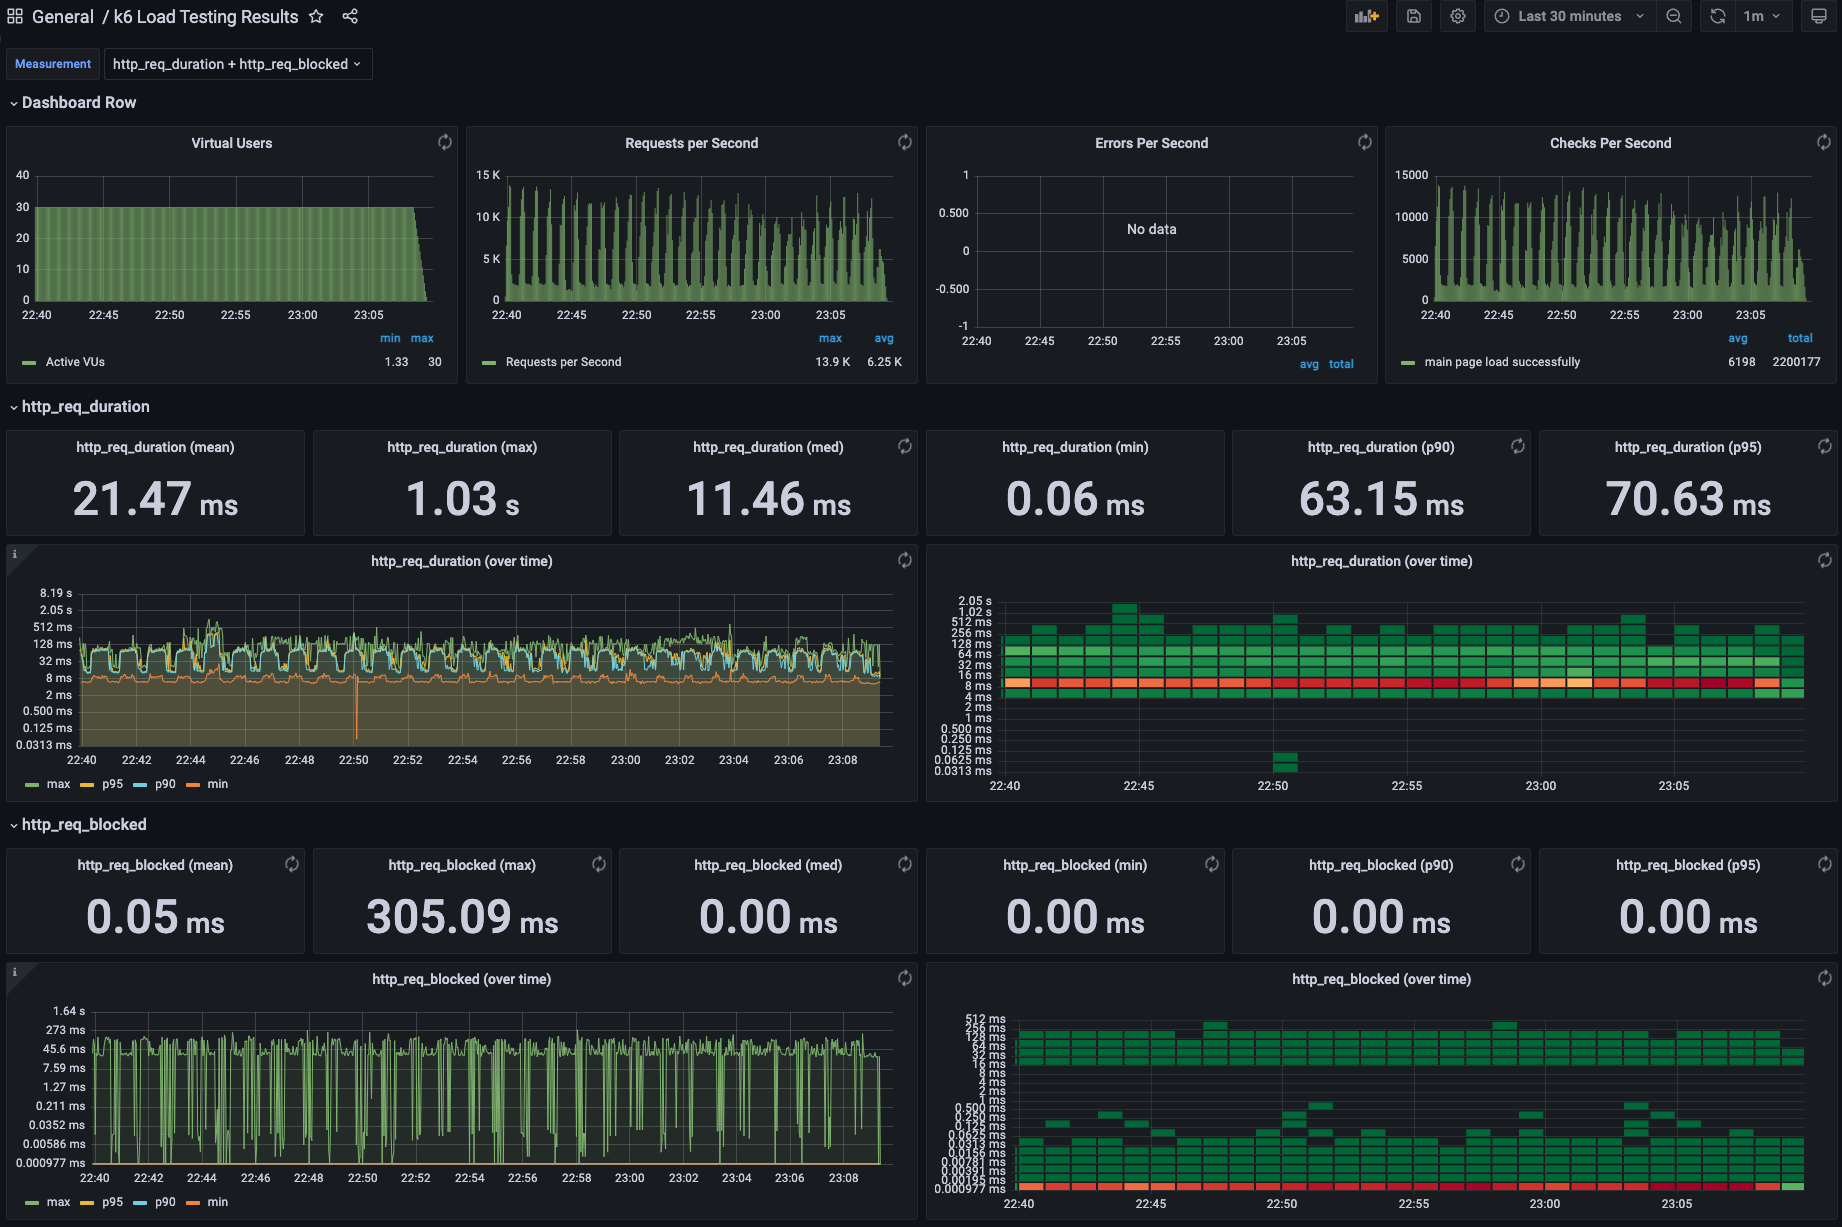 General / k6 Load Testing Results
Last 30 minutes
1m
Measurement
http_req_duration + http_req_blocked
Dashboard Row
Virtual Users
40
30
20
10
0
22:40 22:45 22:50 22:55 23:00 23:05
min max
Active VUs 1.33 30
Requests per Second
15 K
10 K
5 K
0
22:40 22:45 22:50 22:55 23:00 23:05
max avg
Requests per Second 13.9 K 6.25 K
Errors Per Second
1
0.500
0
-0.500
-1
No data
22:40 22:45 22:50 22:55 23:00 23:05
avg total
Checks Per Second
15000
10000
5000
0
22:40 22:45 22:50 22:55 23:00 23:05
avg total
main page load successfully 6198 2200177
http_req_duration
http_req_duration (mean)
21.47 ms
http_req_duration (max)
1.03 s
http_req_duration (med)
11.46 ms
http_req_duration (min)
0.06 ms
http_req_duration (p90)
63.15 ms
http_req_duration (p95)
70.63 ms
i
http_req_duration (over time)
8.19 s
2.05 s
512 ms
128 ms
32 ms
8 ms
2 ms
0.500 ms
0.125 ms
0.0313 ms
22:40 22:42 22:44 22:46 22:48 22:50 22:52 22:54 22:56 22:58 23:00 23:02 23:04 23:06 23:08
max p95 p90 min
http_req_duration (over time)
2.05 s
1.02 s
512 ms
256 ms
128 ms
64 ms
32 ms
16 ms
8 ms
4 ms
2 ms
1 ms
0.500 ms
0.250 ms
0.125 ms
0.0625 ms
0.0313 ms
22:40 22:45 22:50 22:55 23:00 23:05
http_req_blocked
http_req_blocked (mean)
0.05 ms
http_req_blocked (max)
305.09 ms
http_req_blocked (med)
0.00 ms
http_req_blocked (min)
0.00 ms
http_req_blocked (p90)
0.00 ms
http_req_blocked (p95)
0.00 ms
i
http_req_blocked (over time)
1.64 s
273 ms
45.6 ms
7.59 ms
1.27 ms
0.211 ms
0.0352 ms
0.00586 ms
0.000977 ms
22:40 22:42 22:44 22:46 22:48 22:50 22:52 22:54 22:56 22:58 23:00 23:02 23:04 23:06 23:08
max p95 p90 min
http_req_blocked (over time)
512 ms
256 ms
128 ms
64 ms
32 ms
16 ms
8 ms
4 ms
2 ms
1 ms
0.500 ms
0.250 ms
0.125 ms
0.0625 ms
0.0313 ms
0.0156 ms
0.00781 ms
0.00391 ms
0.00195 ms
0.000977 ms
22:40 22:45 22:50 22:55 23:00 23:05